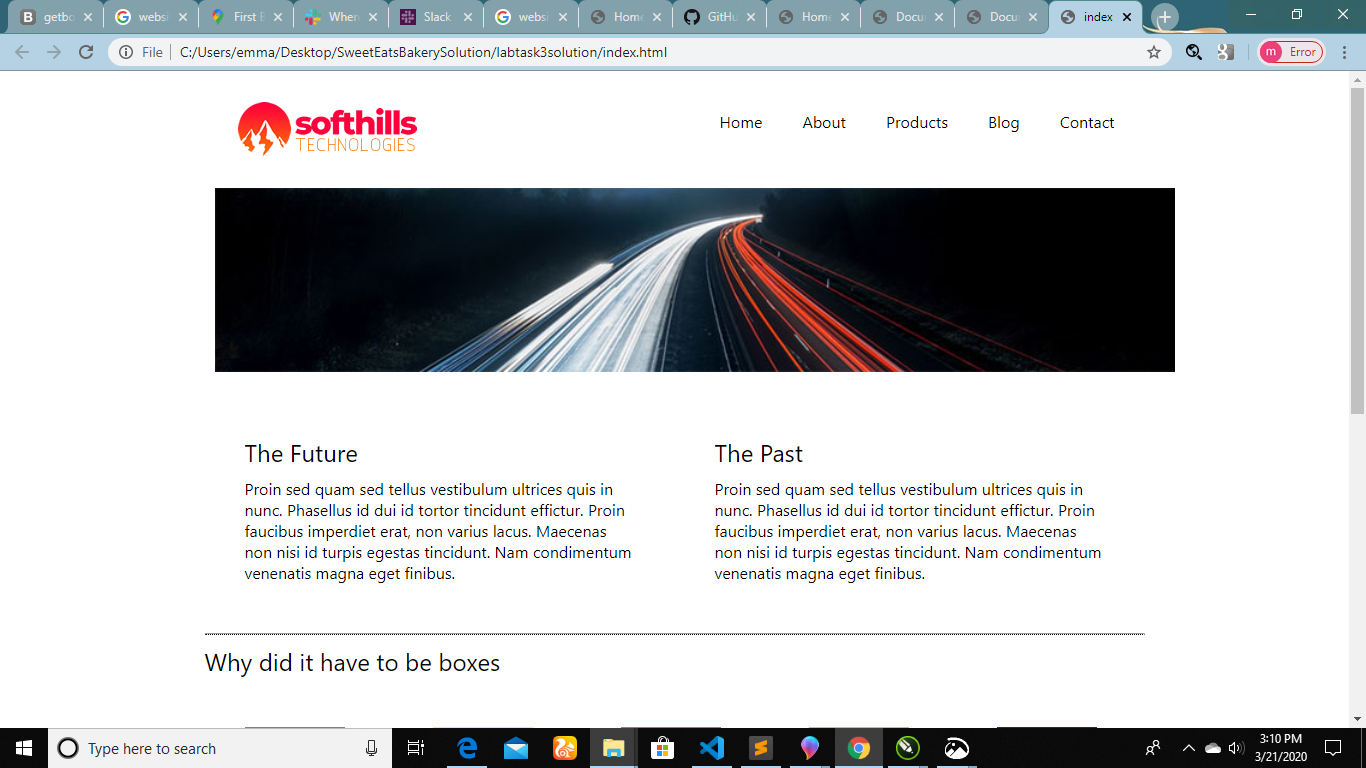 getbo
websi
First E
Where
Slack
websi
Home
GitHu
Home
Docu
Docu
index
File
C:/Users/emma/Desktop/SweetEatsBakerySolution/labtask3solution/index.html
m Error
softhills
TECHNOLOGIES
Home About Products Blog Contact
The Future
Proin sed quam sed tellus vestibulum ultrices quis in
nunc. Phasellus id dui id tortor tincidunt effictur. Proin
faucibus imperdiet erat, non varius lacus. Maecenas
non nisi id turpis egestas tincidunt. Nam condimentum
venenatis magna eget finibus.
The Past
Proin sed quam sed tellus vestibulum ultrices quis in
nunc. Phasellus id dui id tortor tincidunt effictur. Proin
faucibus imperdiet erat, non varius lacus. Maecenas
non nisi id turpis egestas tincidunt. Nam condimentum
venenatis magna eget finibus.
Why did it have to be boxes
Type here to search
3:10 PM
3/21/2020